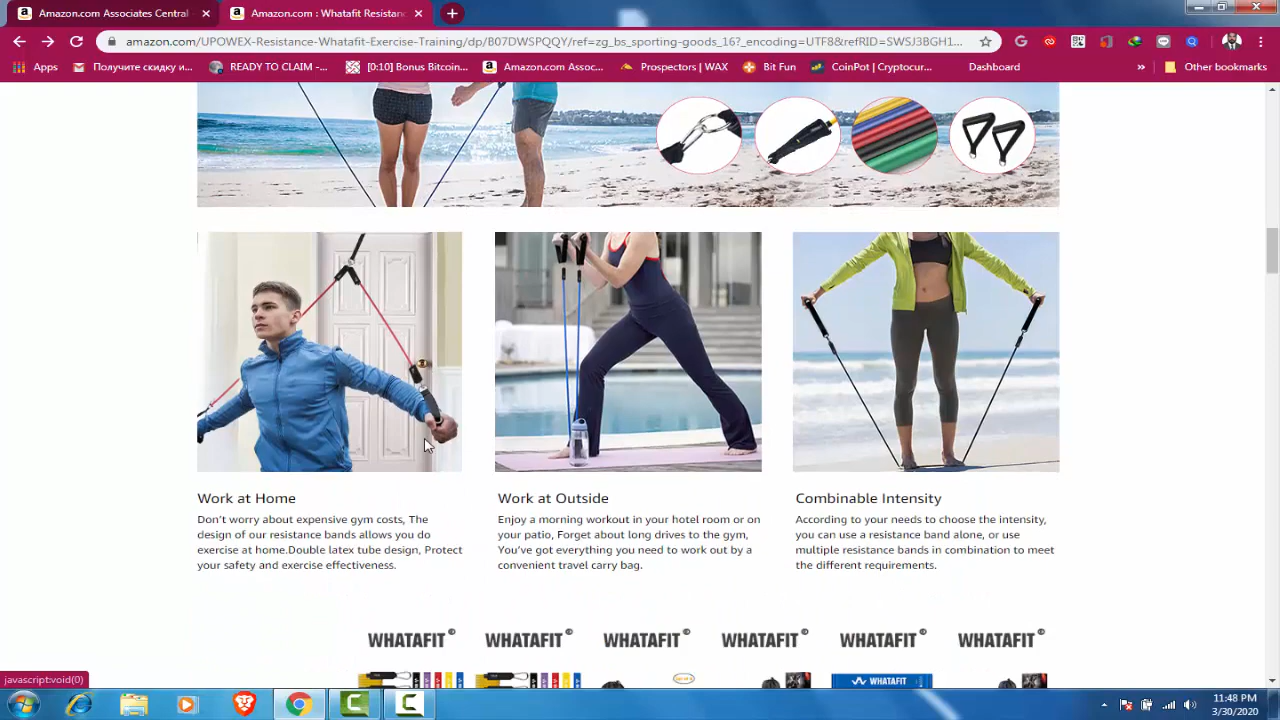 Amazon.com Associates Central
Amazon.com : Whatafit Resistanc
amazon.com/UPOWEX-Resistance-Whatafit-Exercise-Training/dp/B07DWSPQQY/ref=zg_bs_sporting-goods_16?_encoding=UTF8&refRID=SWSJ3BGH1...
Apps
Получите скидку и...
READY TO CLAIM -...
[0:10] Bonus Bitcoin...
Amazon.com Assoc...
Prospectors | WAX
Bit Fun
CoinPot | Cryptocur...
Dashboard
»
Other bookmarks
Work at Home
Don't worry about expensive gym costs, The
design of our resistance bands allows you do
exercise at home.Double latex tube design, Protect
your safety and exercise effectiveness.
Work at Outside
Enjoy a morning workout in your hotel room or on
your patio, Forget about long drives to the gym,
You've got everything you need to work out by a
convenient travel carry bag.
Combinable Intensity
According to your needs to choose the intensity,
you can use a resistance band alone, or use
multiple resistance bands in combination to meet
the different requirements.
WHATAFIT®
WHATAFIT®
WHATAFIT®
WHATAFIT®
WHATAFIT®
WHATAFIT®
WHATAFIT
javascript:void(0)
11:48 PM
3/30/2020